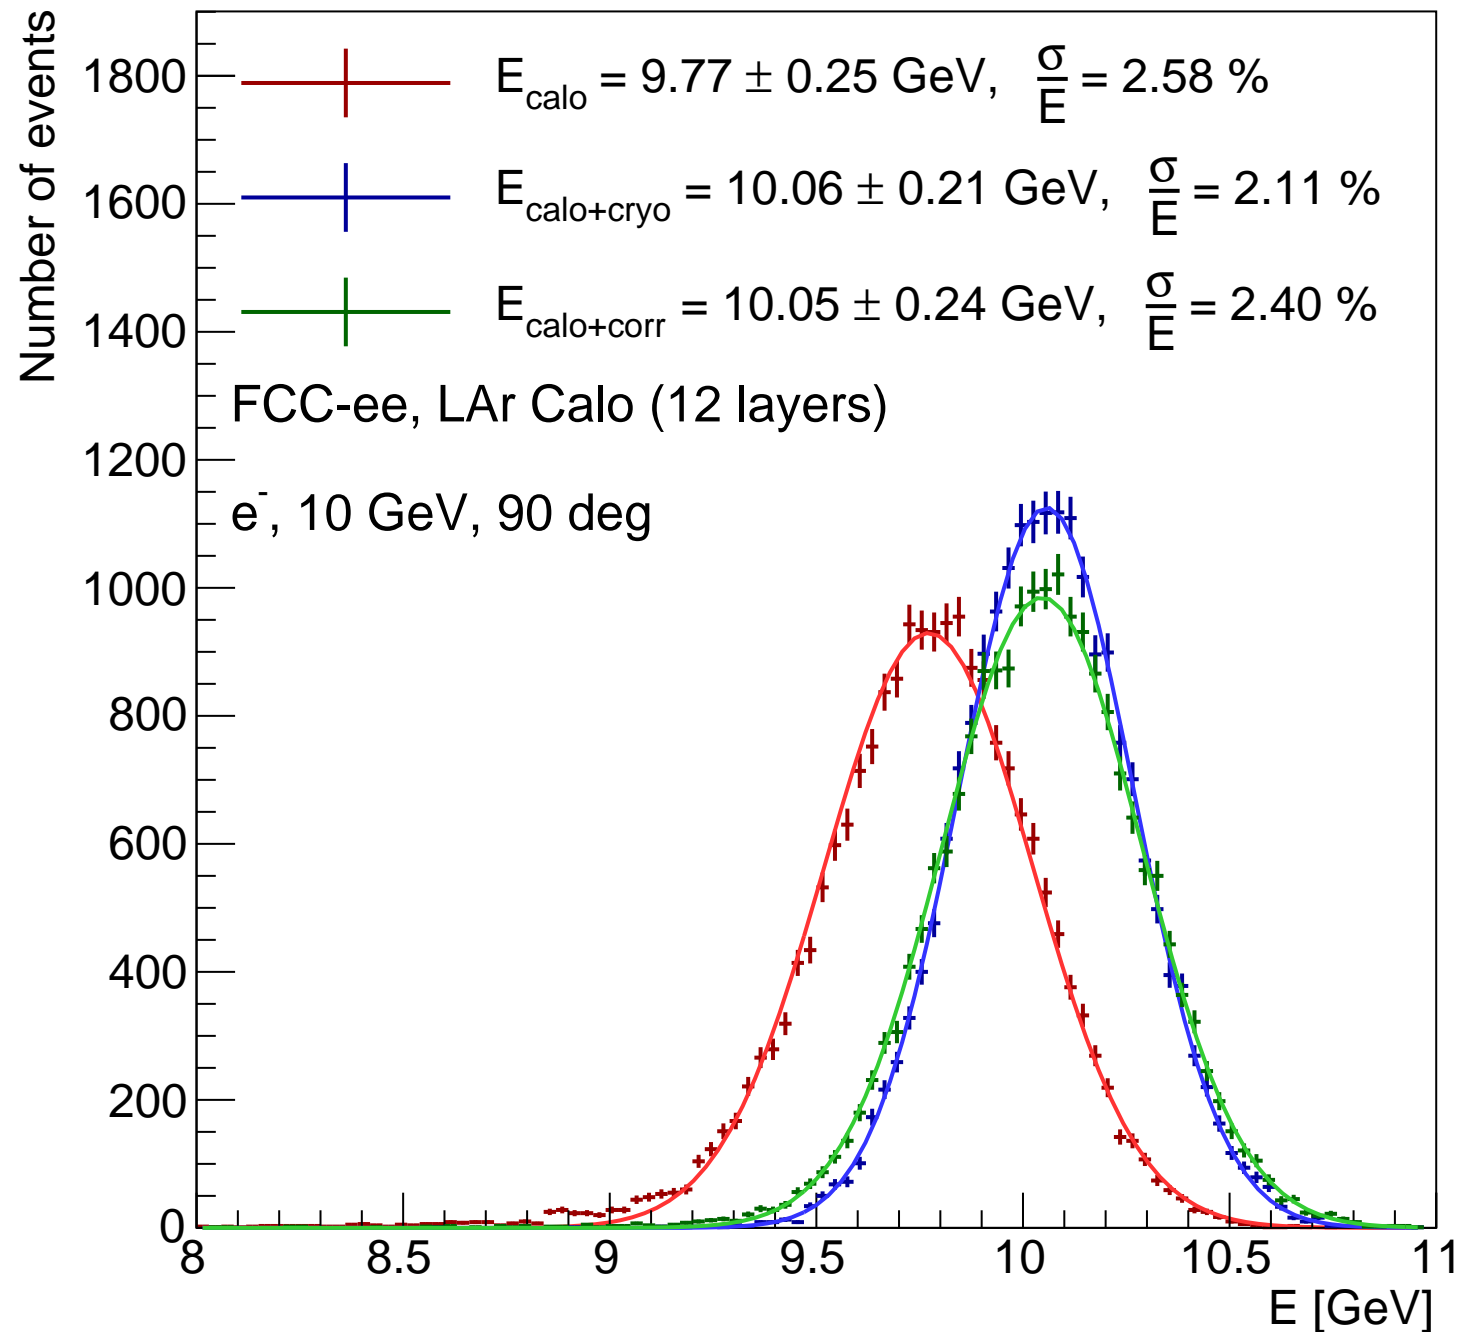 Number of events
1800
1600
1400
1200
1000
800
600
400
200
0
E_calo = 9.77 ± 0.25 GeV, σ/E = 2.58 %
E_calo+cryo = 10.06 ± 0.21 GeV, σ/E = 2.11 %
E_calo+corr = 10.05 ± 0.24 GeV, σ/E = 2.40 %
FCC-ee, LAr Calo (12 layers)
e⁻, 10 GeV, 90 deg
8 8.5 9 9.5 10 10.5 11
E [GeV]